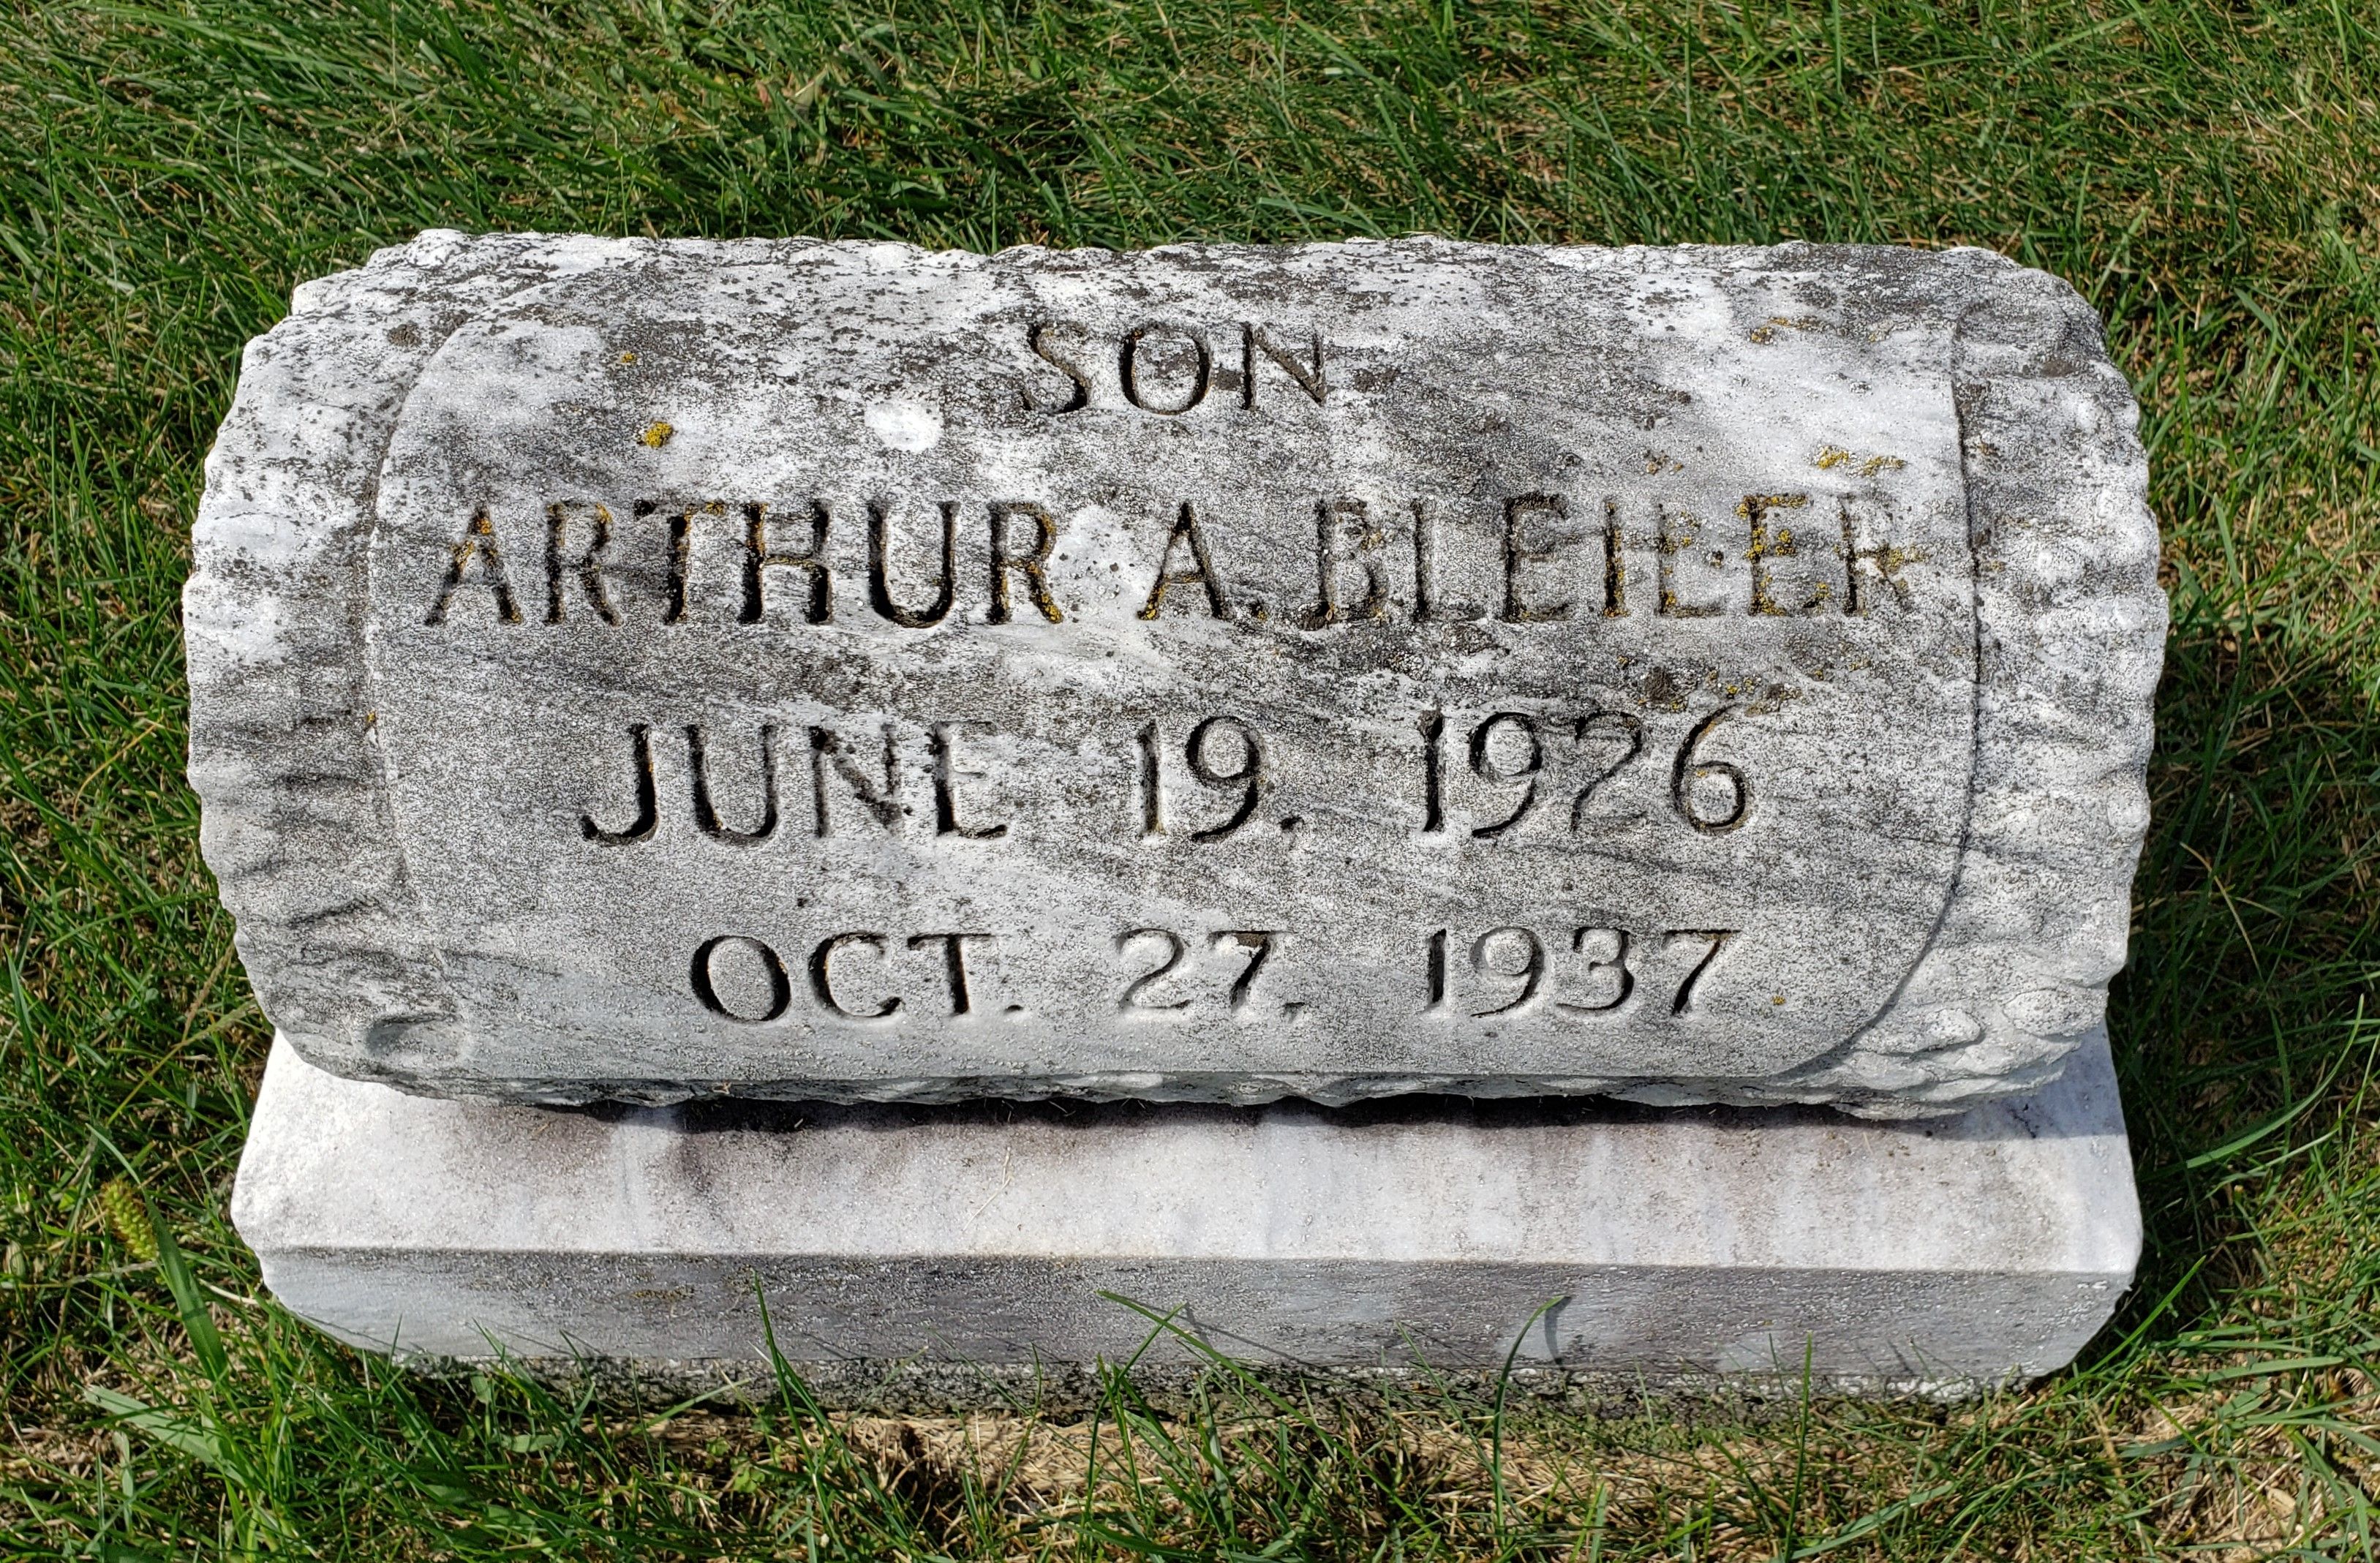 SON
ARTHUR A. BLEILER
JUNE 19, 1926
OCT. 27, 1937